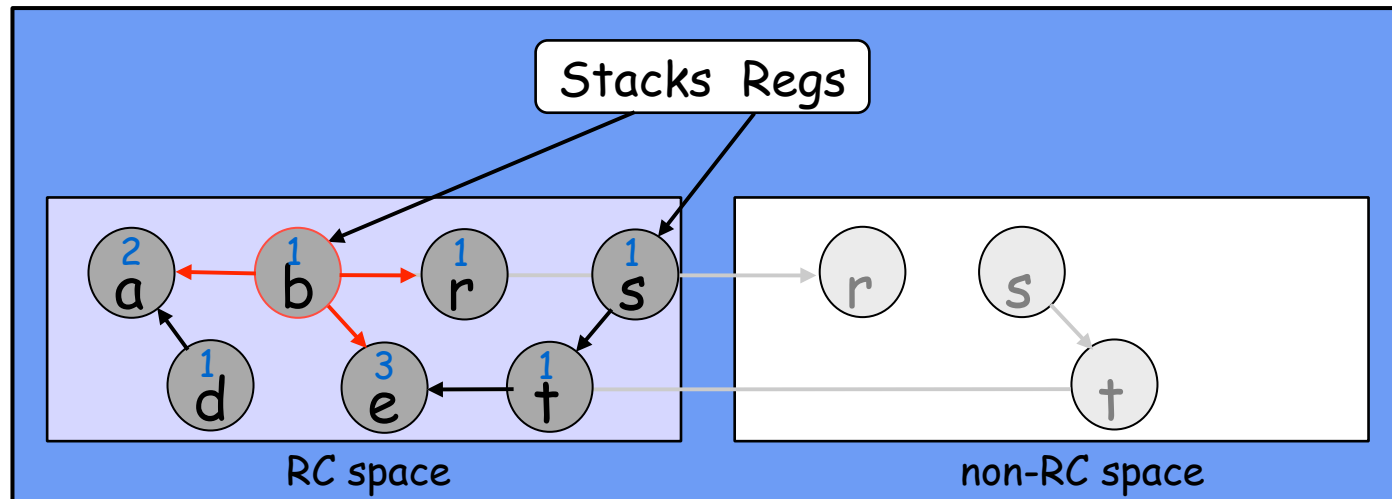 Stacks Regs
2 1 1 1
a b r s r s
1 3 1
d e t t
RC space non-RC space